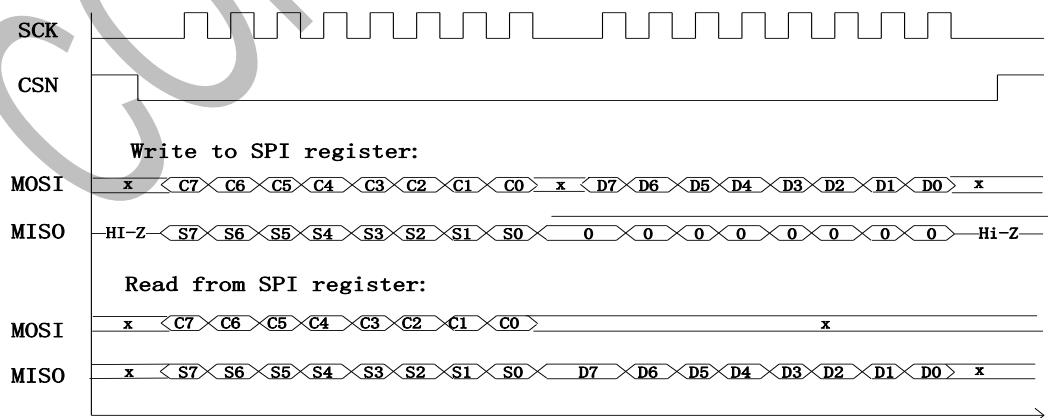 SCK
CSN
Write to SPI register:
MOSI x C7 C6 C5 C4 C3 C2 C1 C0 x D7 D6 D5 D4 D3 D2 D1 D0 x
MISO HI-Z S7 S6 S5 S4 S3 S2 S1 S0 0 0 0 0 0 0 0 0 Hi-Z
Read from SPI register:
MOSI x C7 C6 C5 C4 C3 C2 C1 C0 x
MISO x S7 S6 S5 S4 S3 S2 S1 S0 D7 D6 D5 D4 D3 D2 D1 D0 x